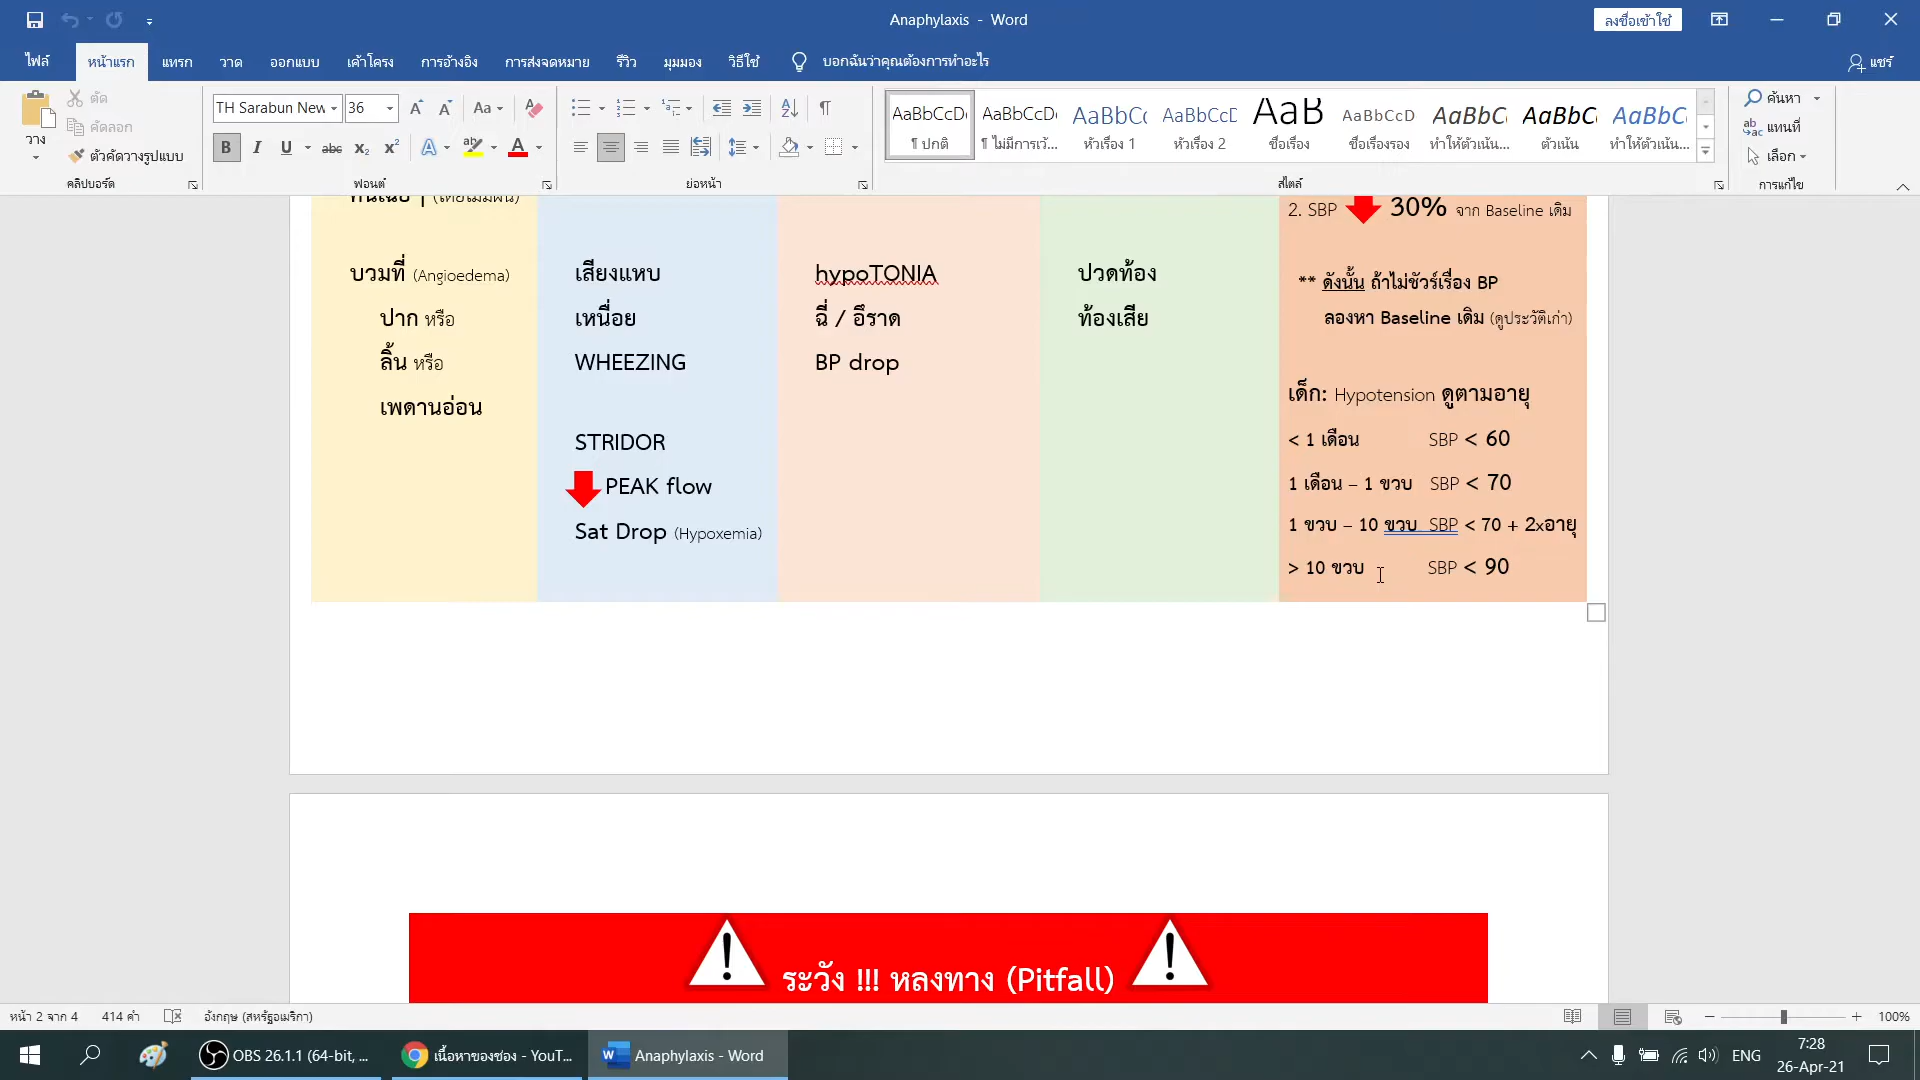 Anaphylaxis - Word
ลงชื่อเข้าใช้
ไฟล์ หน้าแรก แทรก วาด ออกแบบ เค้าโครง การอ้างอิง การส่งจดหมาย รีวิว มุมมอง วิธีใช้ บอกฉันว่าคุณต้องการทำอะไร แชร์
วาง
ตัด
คัดลอก
ตัวคัดวางรูปแบบ
คลิปบอร์ด
TH Sarabun New 36
ฟอนต์
ย่อหน้า
AaBbCcDc AaBbCcDc AaBbCc AaBbCcD AaB AaBbCcD AaBbCc AaBbCc AaBbCc
¶ ปกติ ¶ ไม่มีการเว้... หัวเรื่อง 1 หัวเรื่อง 2 ชื่อเรื่อง ชื่อเรื่องรอง ทำให้ตัวเน้น... ตัวเน้น ทำให้ตัวเน้น...
สไตล์
ค้นหา
แทนที่
เลือก
การแก้ไข
บวมที่ (Angioedema)
ปาก หรือ
ลิ้น หรือ
เพดานอ่อน
เสียงแหบ
เหนื่อย
WHEEZING
STRIDOR
PEAK flow
Sat Drop (Hypoxemia)
hypoTONIA
ฉี่ / อึราด
BP drop
ปวดท้อง
ท้องเสีย
2. SBP 30% จาก Baseline เดิม
** ดังนั้น ถ้าไม่ชัวร์เรื่อง BP
ลองหา Baseline เดิม (ดูประวัติเก่า)
เด็ก: Hypotension ดูตามอายุ
< 1 เดือน SBP < 60
1 เดือน – 1 ขวบ SBP < 70
1 ขวบ – 10 ขวบ SBP < 70 + 2xอายุ
> 10 ขวบ SBP < 90
ระวัง !!! หลงทาง (Pitfall)
หน้า 2 จาก 4 414 คำ อังกฤษ (สหรัฐอเมริกา) 100%
OBS 26.1.1 (64-bit, ... เนื้อหาของช่อง - YouT... Anaphylaxis - Word ENG
7:28
26-Apr-21